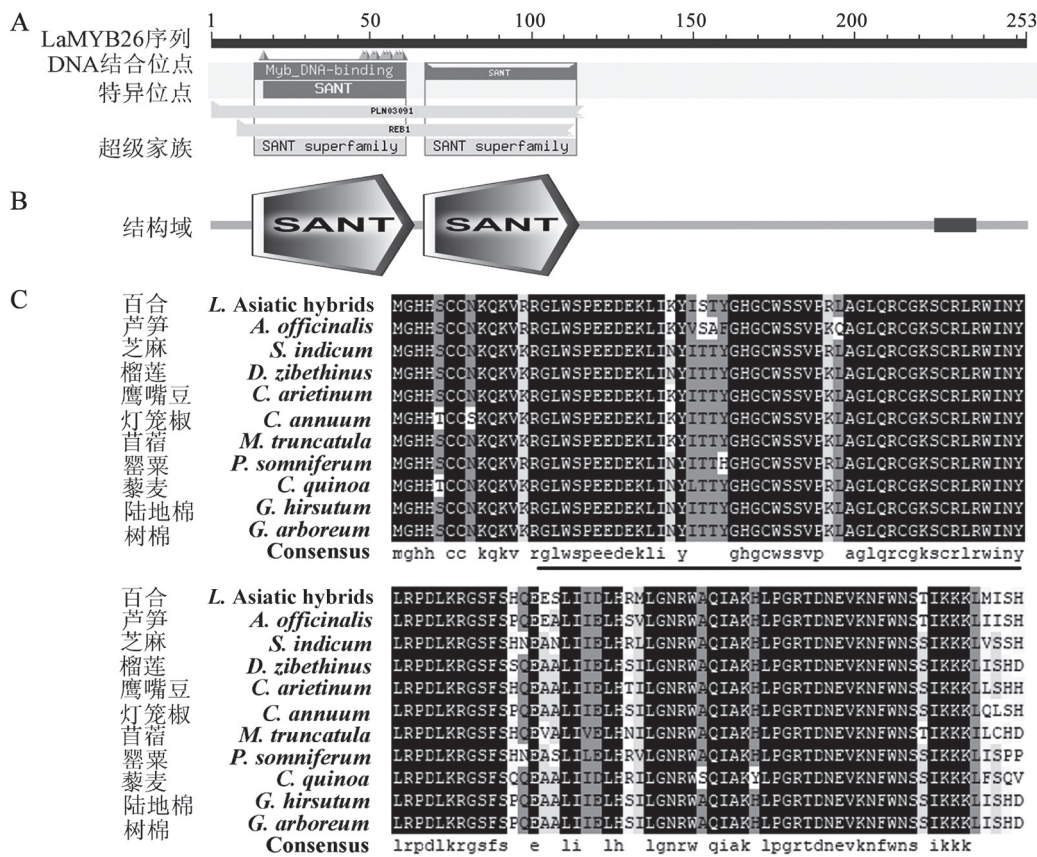 A
1 50 100 150 200 253
LaMYB26序列
DNA结合位点
Myb_DNA-binding SANT
特异位点
SANT
PLN03091
REB1
超级家族
SANT superfamily SANT superfamily
B
结构域
SANT SANT
C
百合 L. Asiatic hybrids MGHHSCCNKQKVRRGLWSPEEDEKLIKYISTYGHGCWSSVPRLAGLQRCGKSCRLRWINY
芦笋 A. officinalis MGHHSCCNKQKVRRGLWSPEEDEKLIKYVSAFGHGCWSSVPKQAGLQRCGKSCRLRWINY
芝麻 S. indicum MGHHSCCNKQKVKRGLWSPEEDEKLINYITTYGHGCWSSVPKLAGLQRCGKSCRLRWINY
榴莲 D. zibethinus MGHHSCCNKQKVKRGLWSPEEDEKLINYITTYGHGCWSSVPKLAGLQRCGKSCRLRWINY
鹰嘴豆 C. arietinum MGHHSCCNKQKVKRGLWSPEEDEKLIKYITTYGHGCWSSVPKLAGLQRCGKSCRLRWINY
灯笼椒 C. annuum MGHHTCCSKQKVKRGLWSPEEDEKLINYITTYGHGCWSSVPKLAGLQRCGKSCRLRWINY
苜蓿 M. truncatula MGHHSCCNKQKVKRGLWSPEEDEKLIKYITTYGHGCWSSVPKLAGLQRCGKSCRLRWINY
罂粟 P. somniferum MGHHSCCNKQKVRRGLWSPEEDEKLINYITTHGHGCWSSVPRLAGLQRCGKSCRLRWINY
藜麦 C. quinoa MGHHTCCNKQKVKRGLWSPEEDEKLINYLTTYGHGCWSSVPKLAGLQRCGKSCRLRWINY
陆地棉 G. hirsutum MGHHSCCNKQKVKRGLWSPEEDEKLINYITTYGHGCWSSVPKLAGLQRCGKSCRLRWINY
树棉 G. arboreum MGHHSCCNKQKVKRGLWSPEEDEKLINYITTYGHGCWSSVPKLAGLQRCGKSCRLRWINY
Consensus mghh cc kqkv rglwspeedekli y ghgcwssvp aglqrcgkscrlrwiny
百合 L. Asiatic hybrids LRPDLKRGSFSHQEESLIIDLHRMLGNRWAQIAKHLPGRTDNEVKNFWNSTIKKKLMISH
芦笋 A. officinalis LRPDLKRGSFSPQEEALIIELHSVLGNRWAQIAKHLPGRTDNEVKNFWNSTIKKKLIISH
芝麻 S. indicum LRPDLKRGSFSHNEANLIIELHRILGNRWAQIAKHLPGRTDNEVKNFWNSSIKKKLVSSH
榴莲 D. zibethinus LRPDLKRGSFSSQEAALIIELHSILGNRWAQIAKHLPGRTDNEVKNFWNSSIKKKLISHD
鹰嘴豆 C. arietinum LRPDLKRGSFSHQEAALIIELHTILGNRWAQIAKHLPGRTDNEVKNFWNSSIKKKLLSHH
灯笼椒 C. annuum LRPDLKRGSFSPQEAALIIELHSILGNRWAQIAKHLPGRTDNEVKNFWNSSIKKKLQLSH
苜蓿 M. truncatula LRPDLKRGSFSPQEVALIVELHNILGNRWAQIAKHLPGRTDNEVKNFWNSSIKKKLLCHD
罂粟 P. somniferum LRPDLKRGSFSHNEASLIIELHRILGNRWAQIAKHLPGRTDNEVKNFWNSSIKKKLISPP
藜麦 C. quinoa LRPDLKRGSFSQQEAALIIDLHRILGNRWSQIAKYLPGRTDNEVKNFWNSSIKKKLFSQV
陆地棉 G. hirsutum LRPDLKRGSFSPQEAALIIELHSILGNRWAQIAKHLPGRTDNEVKNFWNSSIKKKLISHD
树棉 G. arboreum LRPDLKRGSFSPQEAALIIELHSILGNRWAQIAKHLPGRTDNEVKNFWNSSIKKKLISHD
Consensus lrpdlkrgsfs e li lh lgnrw qiak lpgrtdnevknfwns ikkk